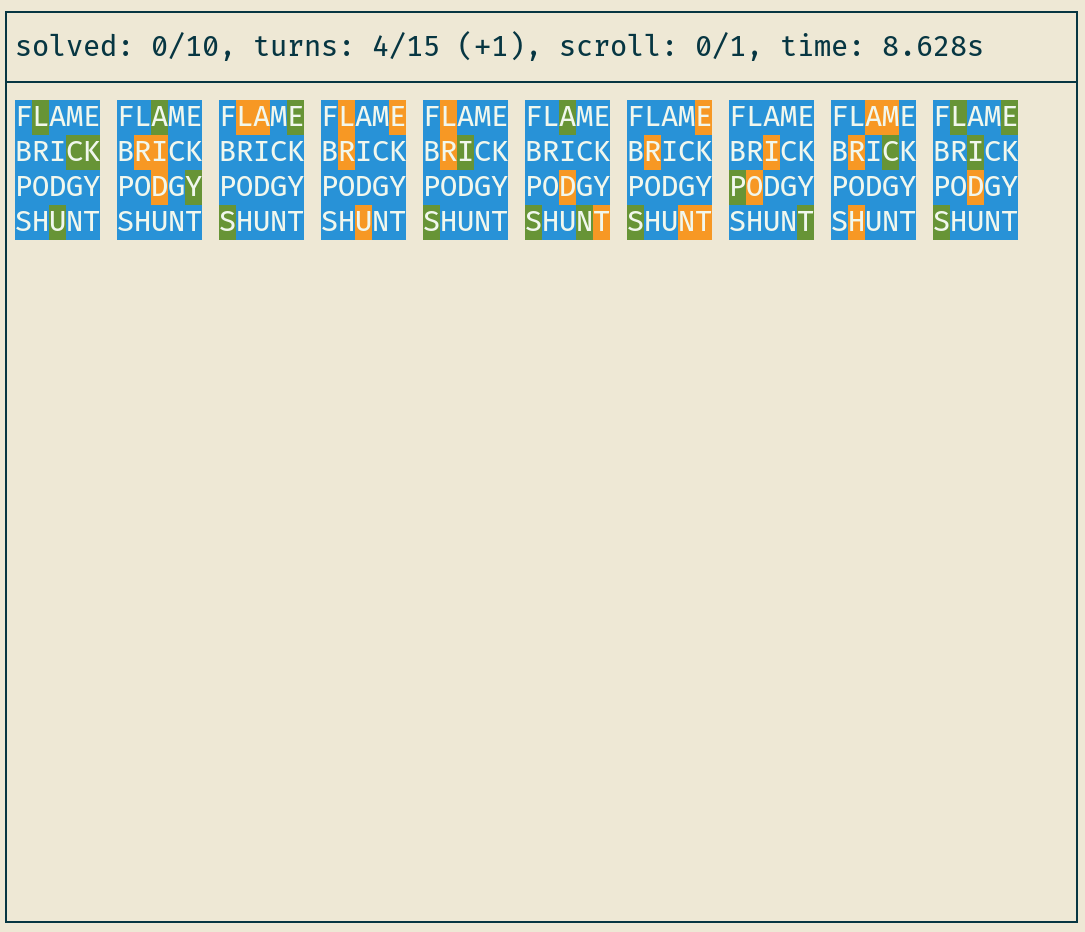 solved: 0/10, turns: 4/15 (+1), scroll: 0/1, time: 8.628s
FLAME FLAME FLAME FLAME FLAME FLAME FLAME FLAME FLAME FLAME
BRICK BRICK BRICK BRICK BRICK BRICK BRICK BRICK BRICK BRICK
PODGY PODGY PODGY PODGY PODGY PODGY PODGY PODGY PODGY PODGY
SHUNT SHUNT SHUNT SHUNT SHUNT SHUNT SHUNT SHUNT SHUNT SHUNT